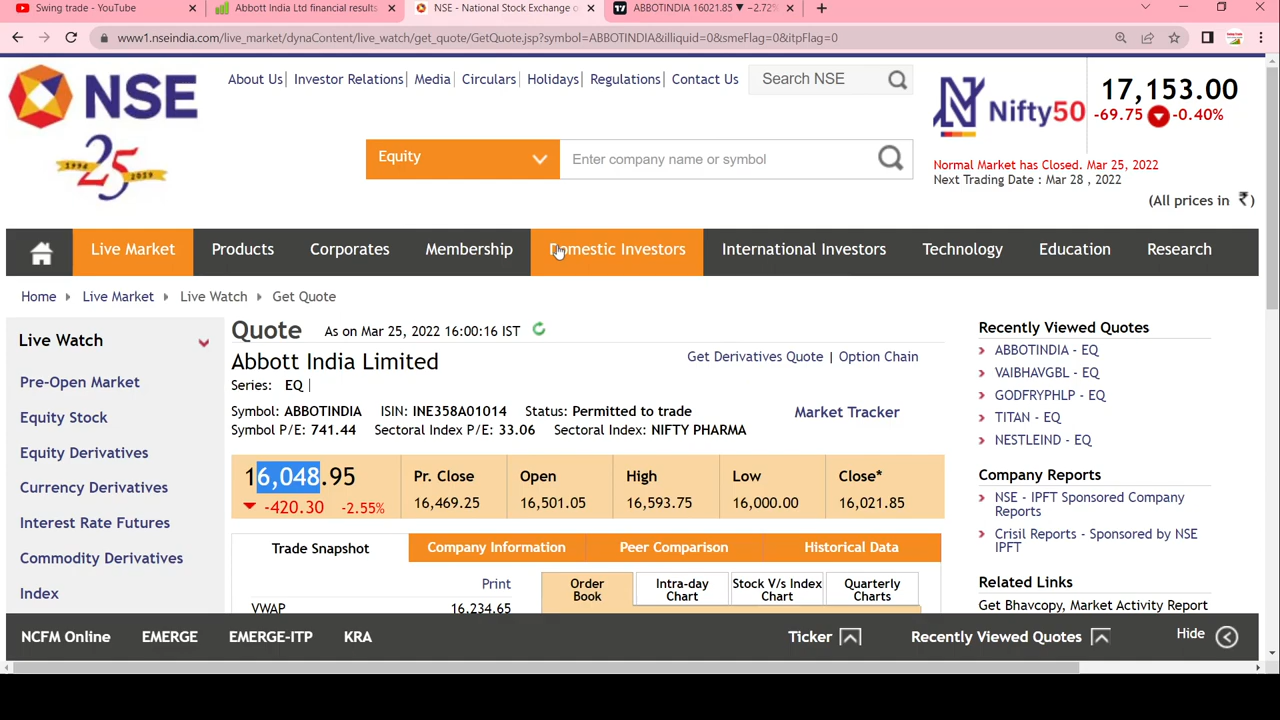 Swing trade - YouTube
Abbott India Ltd financial results
NSE - National Stock Exchange o
ABBOTINDIA 16021.85 ▼ −2.72%
www1.nseindia.com/live_market/dynaContent/live_watch/get_quote/GetQuote.jsp?symbol=ABBOTINDIA&illiquid=0&smeFlag=0&itpFlag=0
NSE
1994 25 2019
About Us| Investor Relations| Media| Circulars| Holidays| Regulations| Contact Us
Search NSE
Equity
Enter company name or symbol
Nifty50
17,153.00
-69.75 -0.40%
Normal Market has Closed. Mar 25, 2022
Next Trading Date : Mar 28 , 2022
(All prices in ₹)
Live Market Products Corporates Membership Domestic Investors International Investors Technology Education Research
Home Live Market Live Watch Get Quote
Live Watch
Pre-Open Market
Equity Stock
Equity Derivatives
Currency Derivatives
Interest Rate Futures
Commodity Derivatives
Index
Quote As on Mar 25, 2022 16:00:16 IST
Abbott India Limited
Get Derivatives Quote | Option Chain
Series: EQ |
Symbol: ABBOTINDIA ISIN: INE358A01014 Status: Permitted to trade
Market Tracker
Symbol P/E: 741.44 Sectoral Index P/E: 33.06 Sectoral Index: NIFTY PHARMA
16,048.95 Pr. Close Open High Low Close*
-420.30 -2.55% 16,469.25 16,501.05 16,593.75 16,000.00 16,021.85
Trade Snapshot Company Information Peer Comparison Historical Data
Print
VWAP 16,234.65
Order
Book
Intra-day
Chart
Stock V/s Index
Chart
Quarterly
Charts
Recently Viewed Quotes
ABBOTINDIA - EQ
VAIBHAVGBL - EQ
GODFRYPHLP - EQ
TITAN - EQ
NESTLEIND - EQ
Company Reports
NSE - IPFT Sponsored Company
Reports
Crisil Reports - Sponsored by NSE
IPFT
Related Links
Get Bhavcopy, Market Activity Report
NCFM Online EMERGE EMERGE-ITP KRA
Ticker Recently Viewed Quotes Hide